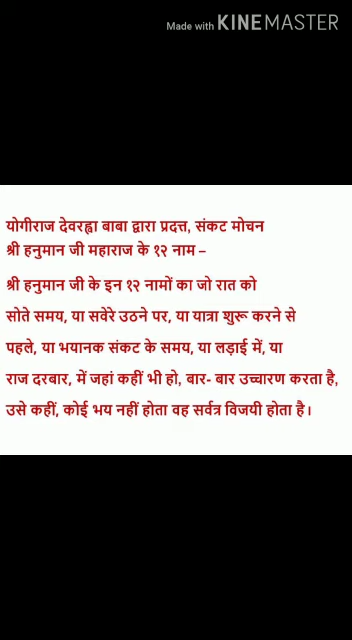 Made with KINEMASTER
योगीराज देवरह्वा बाबा द्वारा प्रदत्त, संकट मोचन
श्री हनुमान जी महाराज के १२ नाम –
श्री हनुमान जी के इन १२ नामों का जो रात को
सोते समय, या सवेरे उठने पर, या यात्रा शुरू करने से
पहले, या भयानक संकट के समय, या लड़ाई में, या
राज दरबार, में जहां कहीं भी हो, बार- बार उच्चारण करता है,
उसे कहीं, कोई भय नहीं होता वह सर्वत्र विजयी होता है।